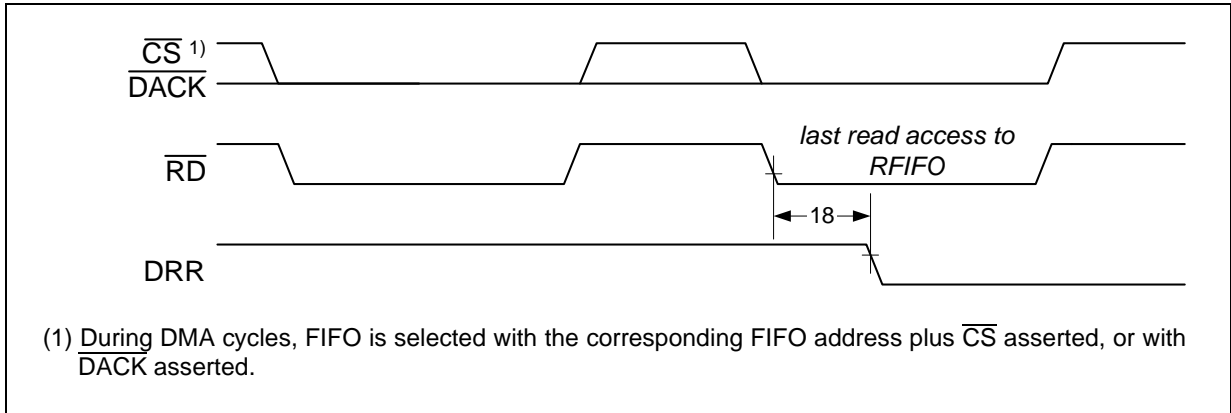 CS 1)
DACK
RD
last read access to
RFIFO
18
DRR
(1) During DMA cycles, FIFO is selected with the corresponding FIFO address plus CS asserted, or with
DACK asserted.